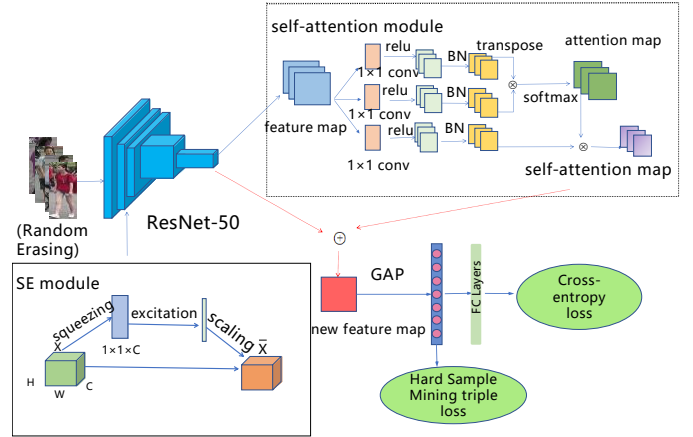 self-attention module
relu
BN
transpose
attention map
1×1 conv
relu
BN
softmax
feature map
1×1 conv
relu
BN
1×1 conv
self-attention map
(Random
Erasing)
ResNet-50
SE module
squeezing
excitation
scaling
X
1×1×C
X̄
H
W
C
GAP
new feature map
FC Layers
Cross-
entropy
loss
Hard Sample
Mining triple
loss